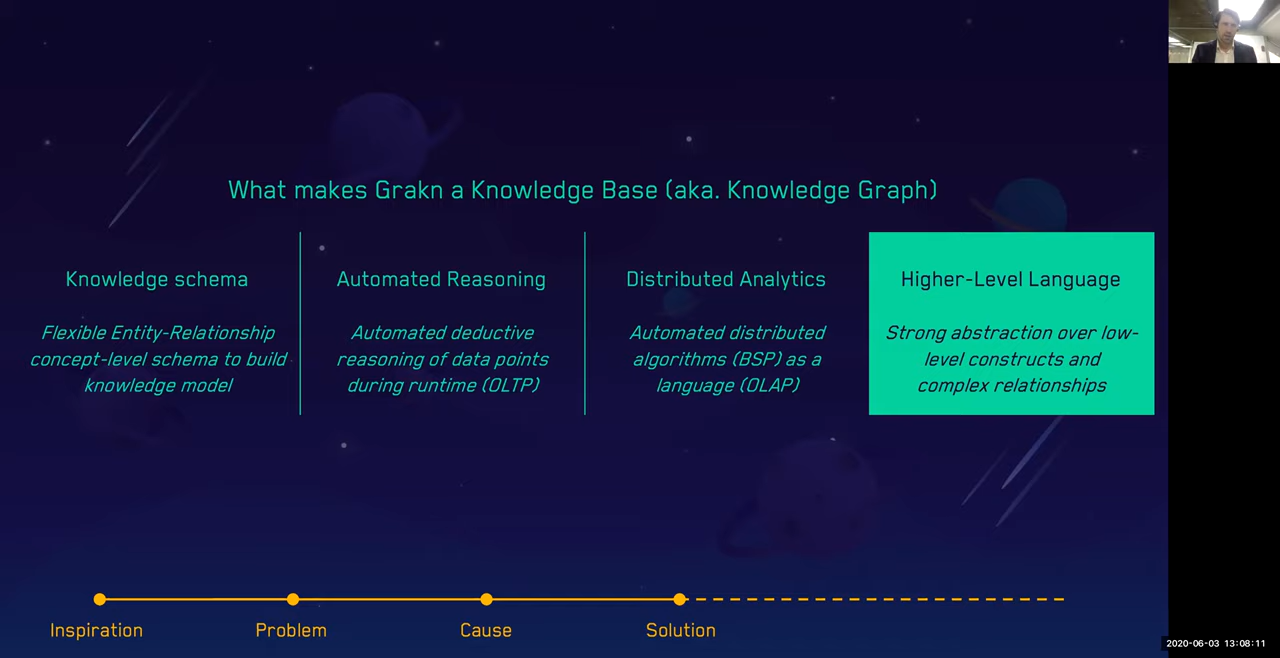 What makes Grakn a Knowledge Base (aka. Knowledge Graph)
Knowledge schema
Flexible Entity-Relationship
concept-level schema to build
knowledge model
Automated Reasoning
Automated deductive
reasoning of data points
during runtime (OLTP)
Distributed Analytics
Automated distributed
algorithms (BSP) as a
language (OLAP)
Higher-Level Language
Strong abstraction over low-
level constructs and
complex relationships
Inspiration
Problem
Cause
Solution
2020-06-03 13:08:11